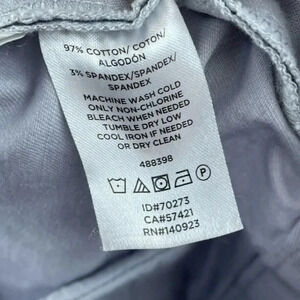 97% COTTON/ COTON/
ALGODÓN
3% SPANDEX/SPANDEX/
SPANDEX
MACHINE WASH COLD
ONLY NON-CHLORINE
BLEACH WHEN NEEDED
TUMBLE DRY LOW
COOL IRON IF NEEDED
OR DRY CLEAN
488398
P
ID#70273
CA#57421
RN#140923